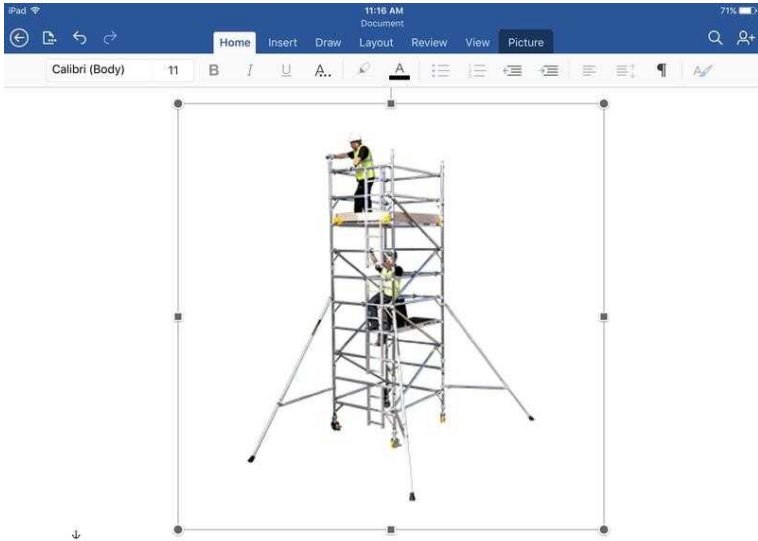 iPad 11:16 AM 71%
Document
Home Insert Draw Layout Review View Picture
Calibri (Body) 11 B I U A.. A ¶ A